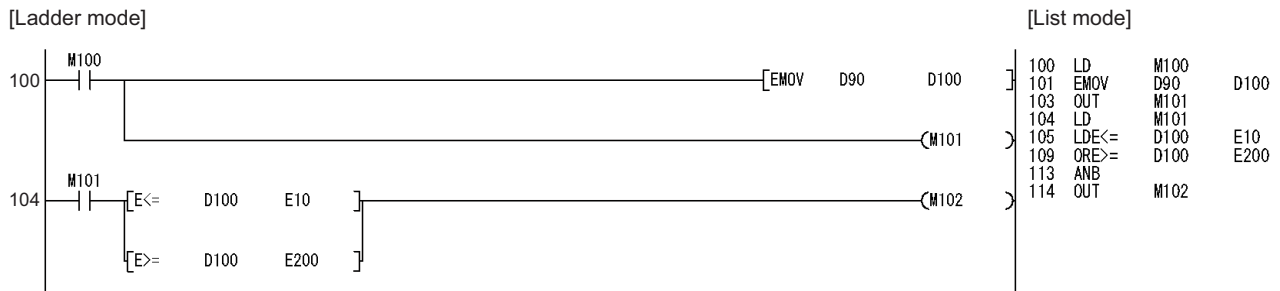 [Ladder mode]
[List mode]
M100
100
EMOV D90 D100
M101
M101
104
E<= D100 E10
M102
E>= D100 E200
100 LD M100
101 EMOV D90 D100
103 OUT M101
104 LD M101
105 LDE<= D100 E10
109 ORE>= D100 E200
113 ANB
114 OUT M102